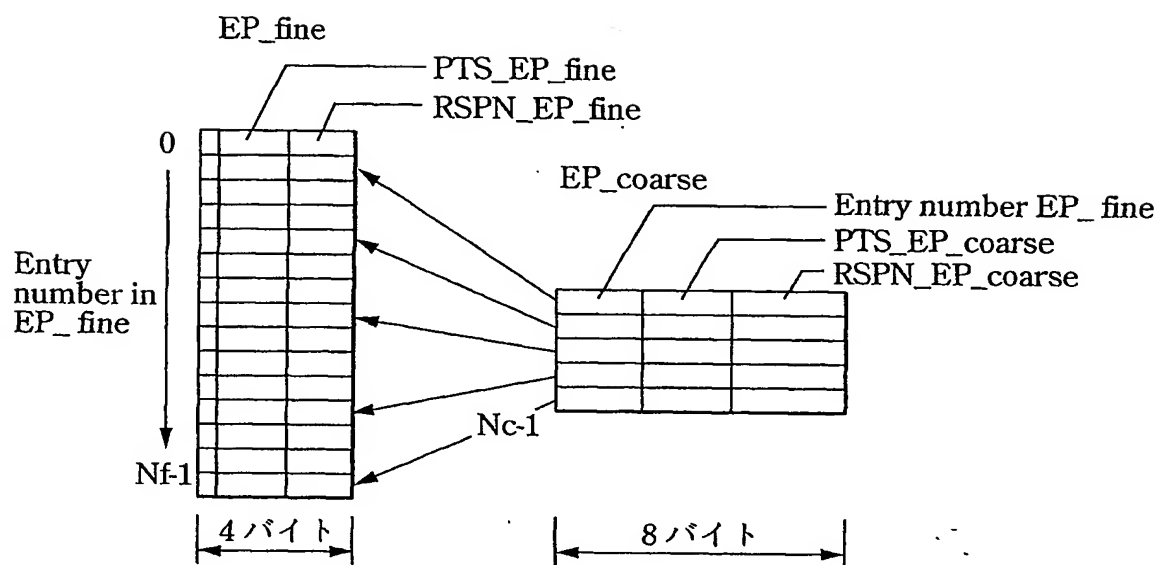 EP_fine
PTS_EP_fine
RSPN_EP_fine
0
Entry
number in
EP_ fine
Nf-1
EP_coarse
Entry number EP_ fine
PTS_EP_coarse
RSPN_EP_coarse
Nc-1
4バイト
8バイト